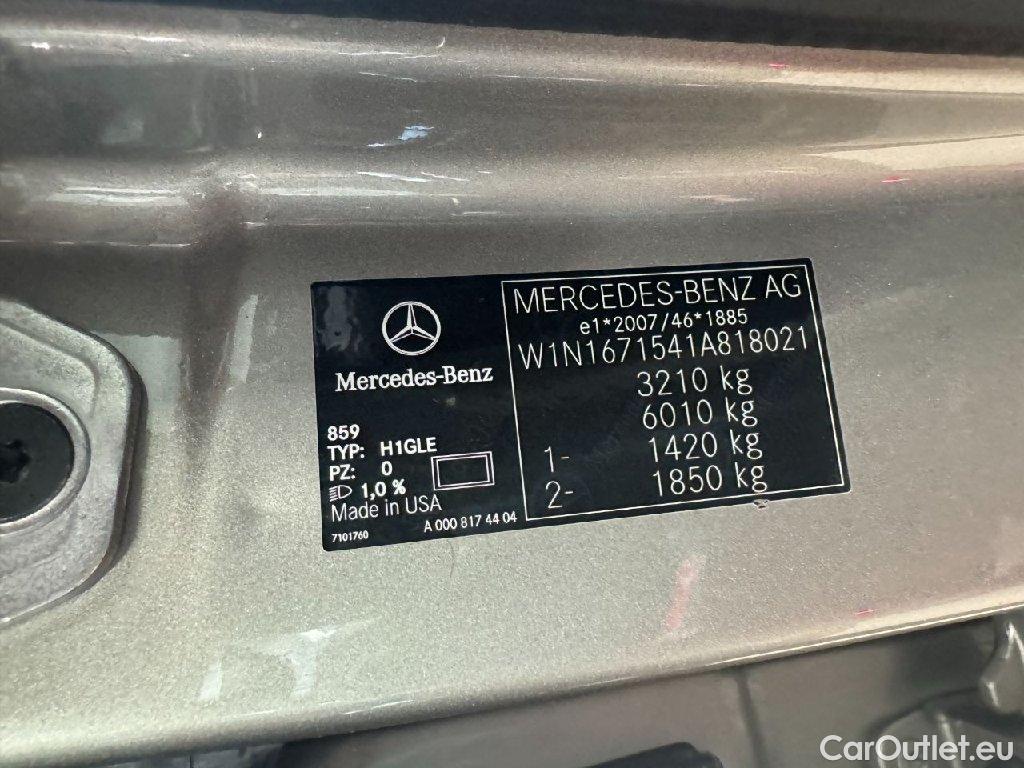 Mercedes-Benz
859
TYP: H1GLE
PZ: 0
1,0 %
Made in USA
7101760
A 000 817 44 04
MERCEDES-BENZ AG
e1*2007/46*1885
W1N1671541A818021
3210 kg
6010 kg
1- 1420 kg
2- 1850 kg
CarOutlet.eu